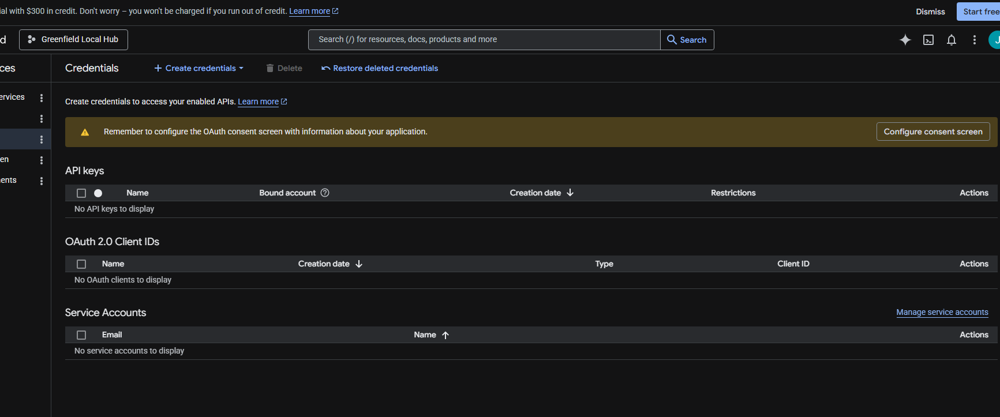 ial with $300 in credit. Don't worry – you won't be charged if you run out of credit. Learn more
Dismiss
Start free
d
Greenfield Local Hub
Search (/) for resources, docs, products and more
Search
J
ces
Credentials
Create credentials
Delete
Restore deleted credentials
ervices
en
ents
Create credentials to access your enabled APIs. Learn more
Remember to configure the OAuth consent screen with information about your application.
Configure consent screen
API keys
Name Bound account Creation date Restrictions Actions
No API keys to display
OAuth 2.0 Client IDs
Name Creation date Type Client ID Actions
No OAuth clients to display
Service Accounts
Manage service accounts
Email Name Actions
No service accounts to display